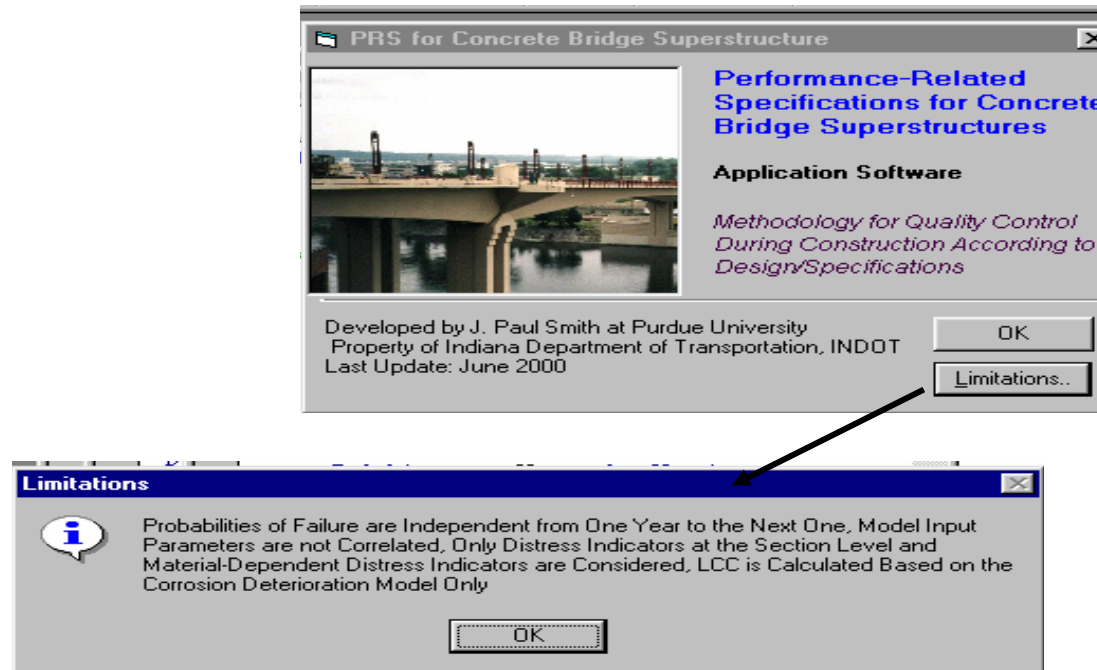 PRS for Concrete Bridge Superstructure
Performance-Related
Specifications for Concrete
Bridge Superstructures
Application Software
Methodology for Quality Control
During Construction According to
Design/Specifications
Developed by J. Paul Smith at Purdue University
Property of Indiana Department of Transportation, INDOT
Last Update: June 2000
OK
Limitations..
Limitations
Probabilities of Failure are Independent from One Year to the Next One, Model Input
Parameters are not Correlated, Only Distress Indicators at the Section Level and
Material-Dependent Distress Indicators are Considered, LCC is Calculated Based on the
Corrosion Deterioration Model Only
OK